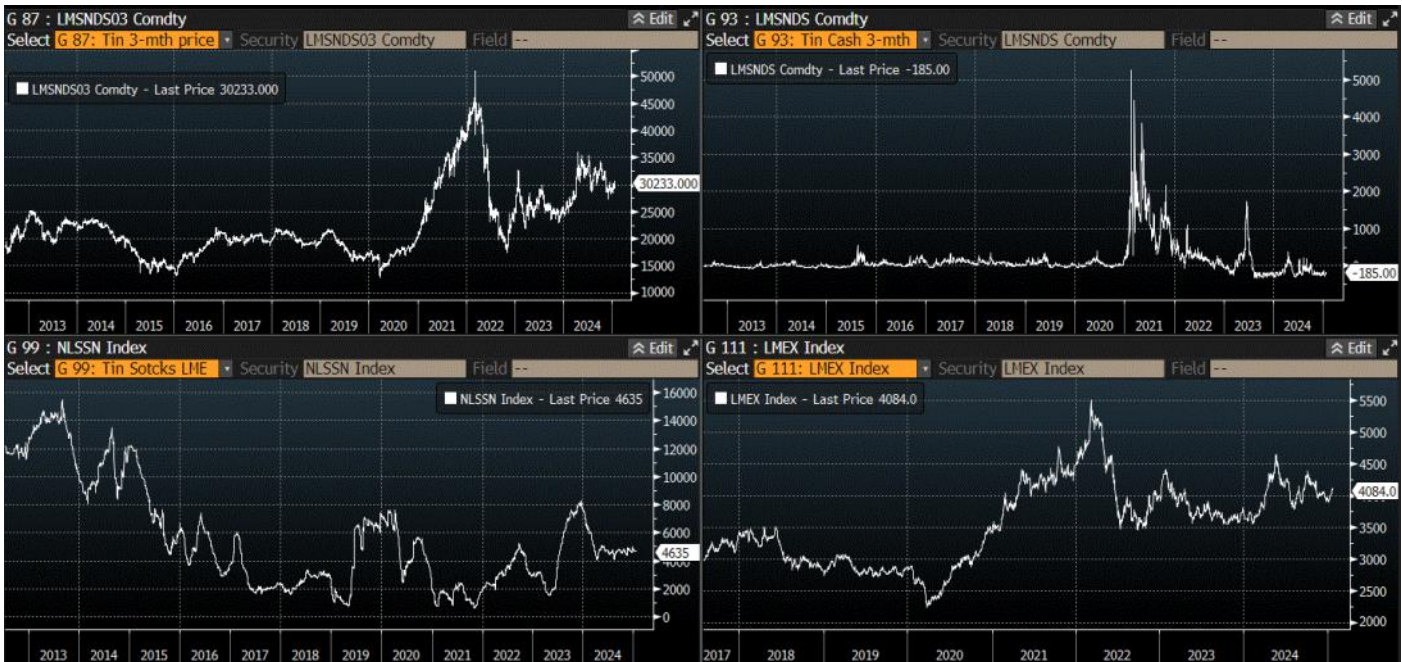 G 87 : LMSNDS03 Comdty
Edit
Select G 87: Tin 3-mth price Security LMSNDS03 Comdty Field --
LMSNDS03 Comdty - Last Price 30233.000
50000
45000
40000
35000
30233.000
25000
20000
15000
10000
2013 2014 2015 2016 2017 2018 2019 2020 2021 2022 2023 2024
G 93 : LMSNDS Comdty
Edit
Select G 93: Tin Cash 3-mth Security LMSNDS Comdty Field --
LMSNDS Comdty - Last Price -185.00
5000
4000
3000
2000
1000
-185.00
2013 2014 2015 2016 2017 2018 2019 2020 2021 2022 2023 2024
G 99 : NLSSN Index
Edit
Select G 99: Tin Sotcks LME Security NLSSN Index Field --
NLSSN Index - Last Price 4635
16000
14000
12000
10000
8000
6000
4635
4000
2000
0
2013 2014 2015 2016 2017 2018 2019 2020 2021 2022 2023 2024
G 111 : LMEX Index
Edit
Select G 111: LMEX Index Security LMEX Index Field --
LMEX Index - Last Price 4084.0
5500
5000
4500
4084.0
3500
3000
2500
2000
2017 2018 2019 2020 2021 2022 2023 2024